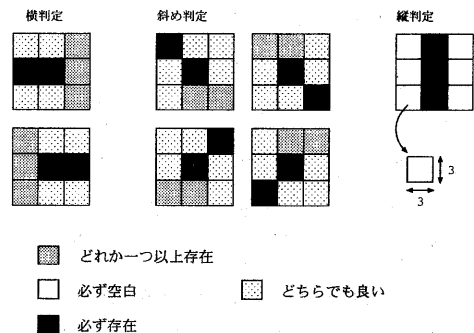 横判定
斜め判定
縦判定
3
3
どれか一つ以上存在
必ず空白
どちらでも良い
必ず存在